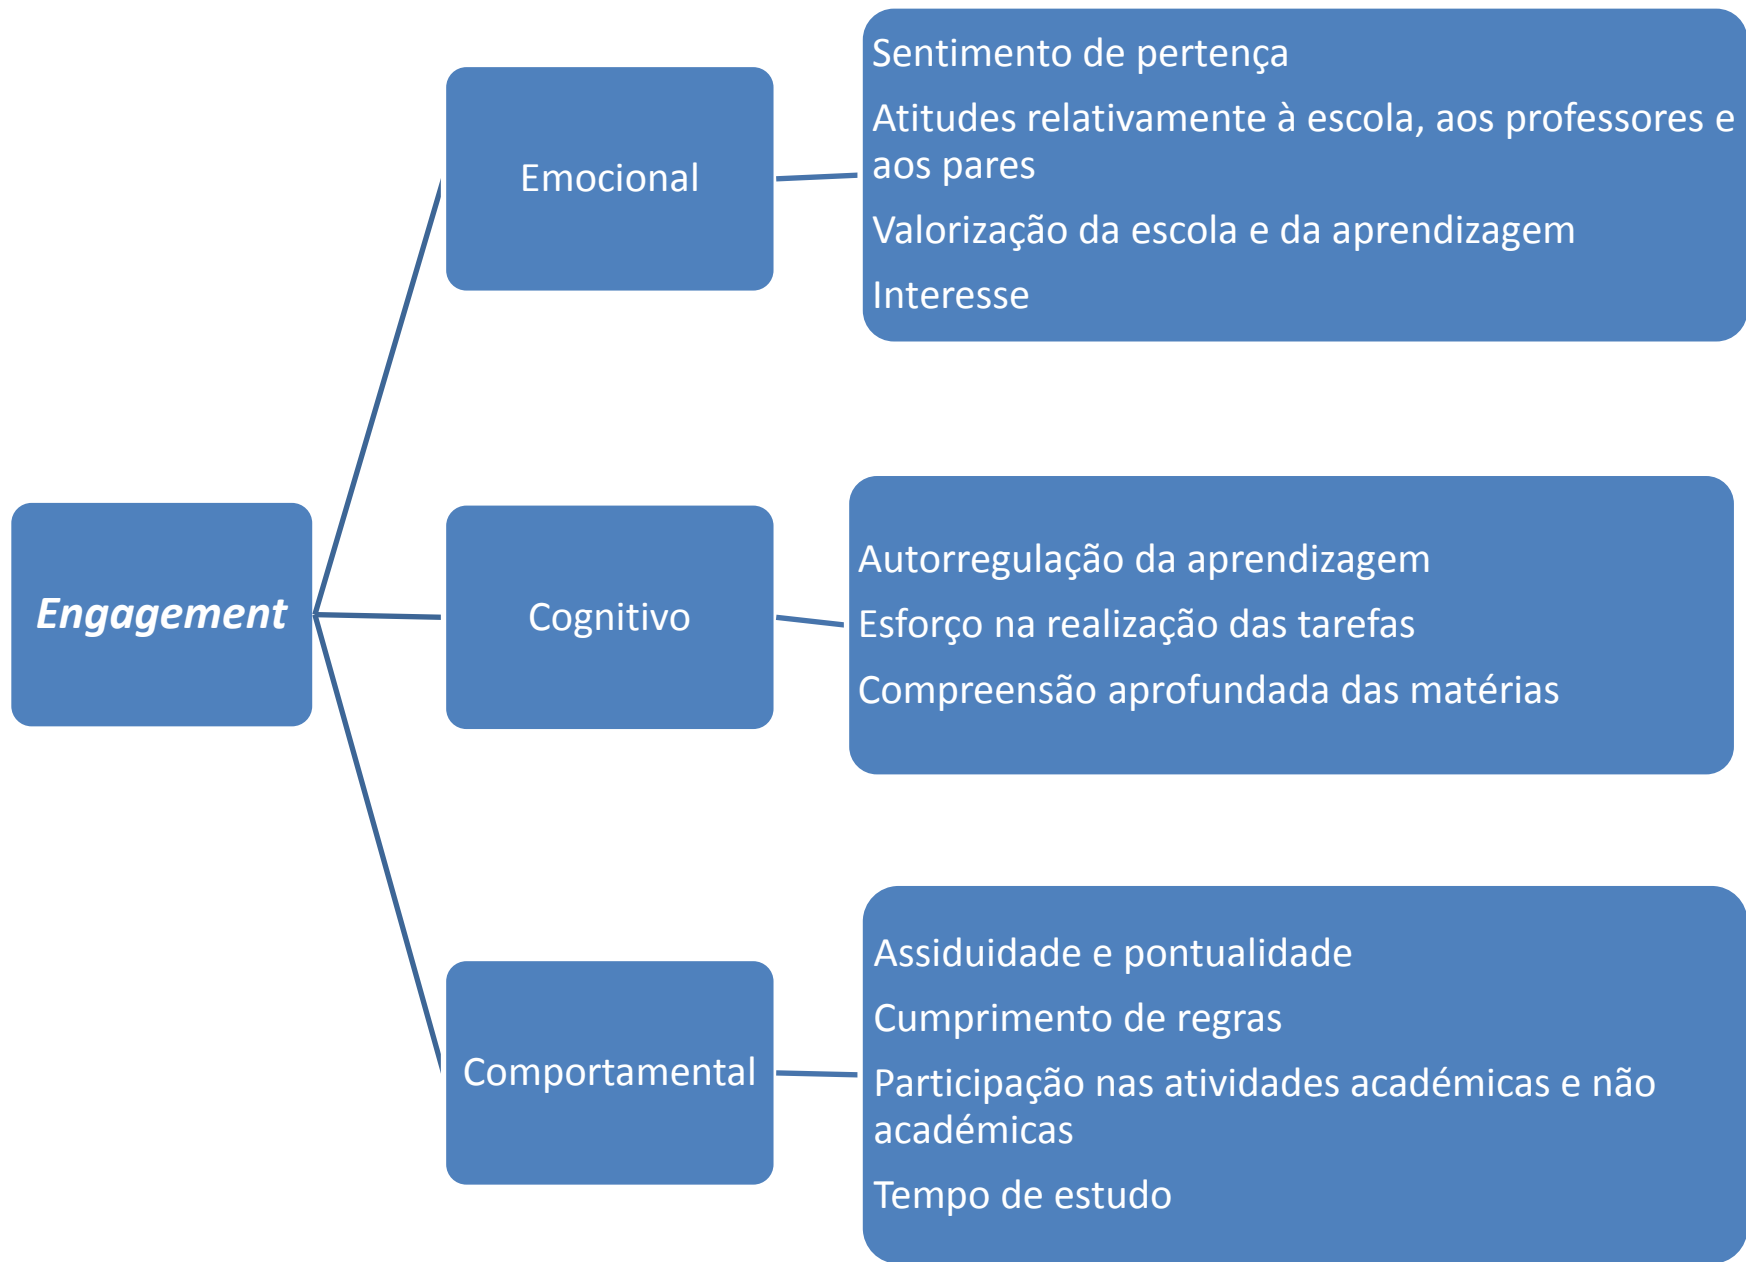 Engagement
Emocional
Sentimento de pertença
Atitudes relativamente à escola, aos professores e
aos pares
Valorização da escola e da aprendizagem
Interesse
Cognitivo
Autorregulação da aprendizagem
Esforço na realização das tarefas
Compreensão aprofundada das matérias
Comportamental
Assiduidade e pontualidade
Cumprimento de regras
Participação nas atividades académicas e não
académicas
Tempo de estudo